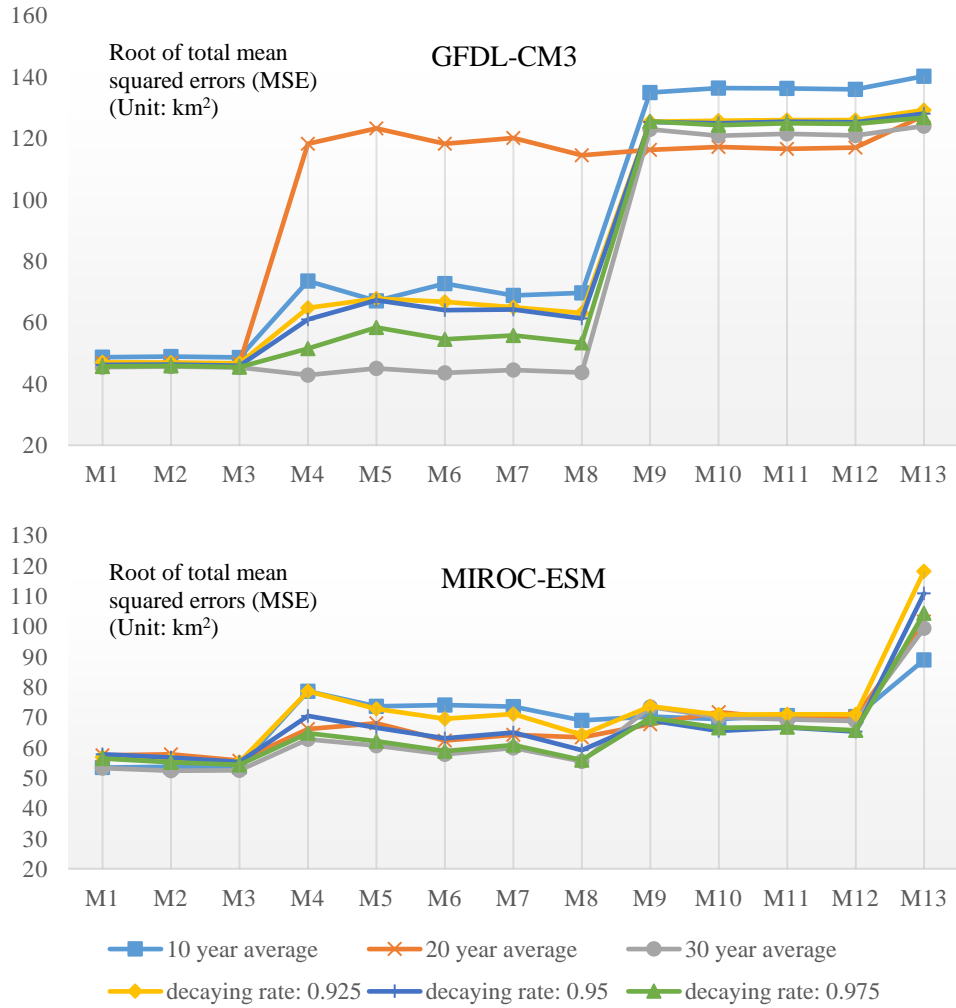 160
140
120
100
80
60
40
20
Root of total mean
squared errors (MSE)
(Unit: km²)
GFDL-CM3
M1 M2 M3 M4 M5 M6 M7 M8 M9 M10 M11 M12 M13
130
120
110
100
90
80
70
60
50
40
30
20
Root of total mean
squared errors (MSE)
(Unit: km²)
MIROC-ESM
M1 M2 M3 M4 M5 M6 M7 M8 M9 M10 M11 M12 M13
10 year average 20 year average 30 year average
decaying rate: 0.925 decaying rate: 0.95 decaying rate: 0.975